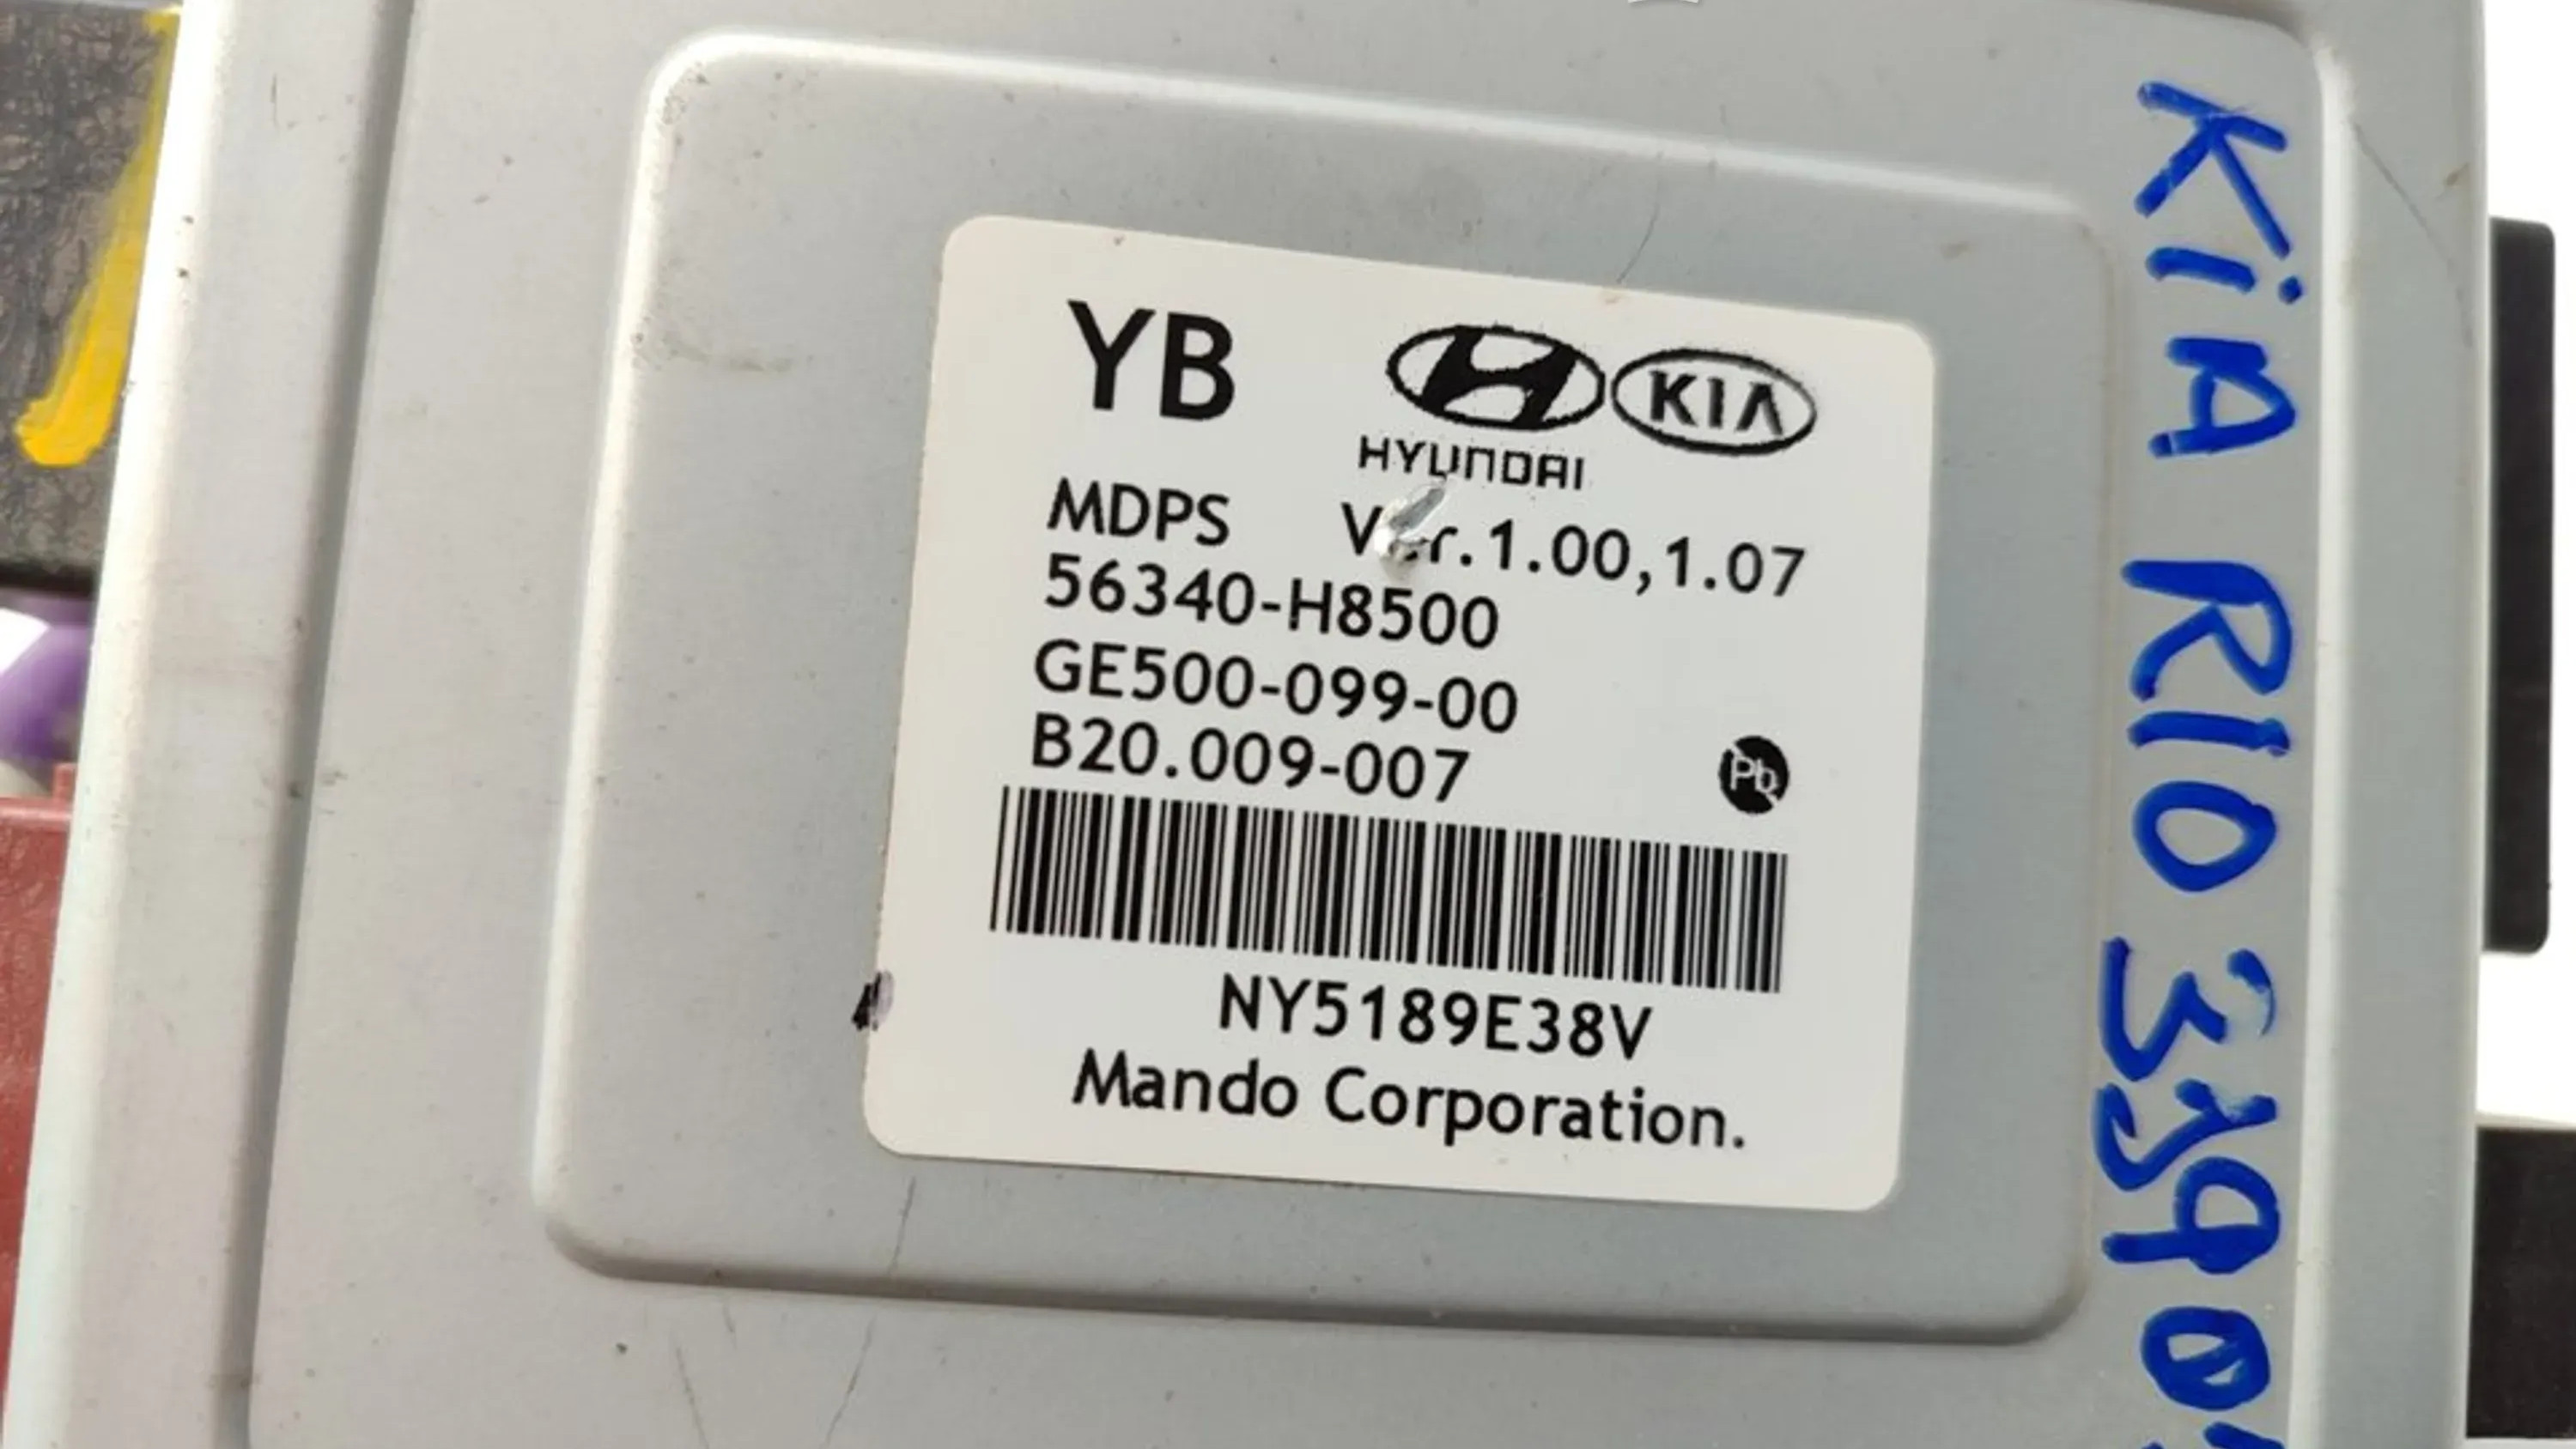 YB
HYUNDAI
KIA
MDPS Ver.1.00,1.07
56340-H8500
GE500-099-00
B20.009-007
Pb
NY5189E38V
Mando Corporation.
KiA RIO